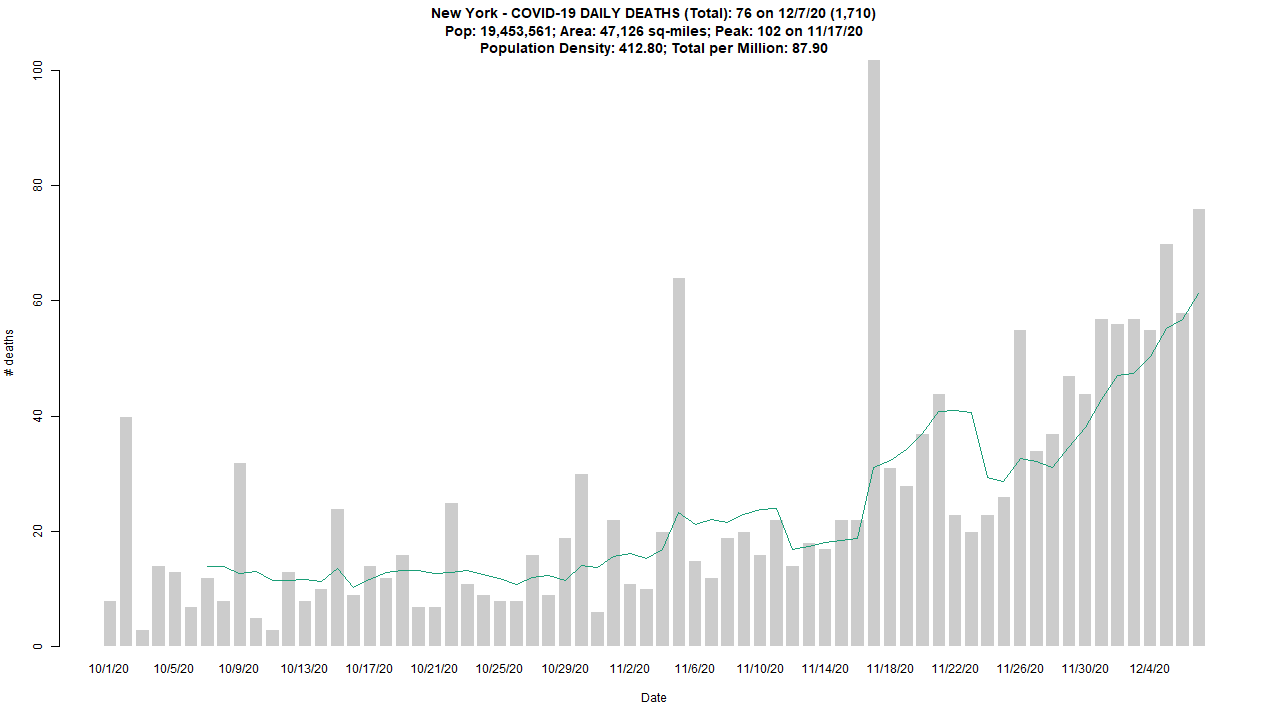 New York - COVID-19 DAILY DEATHS (Total): 76 on 12/7/20 (1,710)
Pop: 19,453,561; Area: 47,126 sq-miles; Peak: 102 on 11/17/20
Population Density: 412.80; Total per Million: 87.90
100
80
60
40
20
0
# deaths
10/1/20 10/5/20 10/9/20 10/13/20 10/17/20 10/21/20 10/25/20 10/29/20 11/2/20 11/6/20 11/10/20 11/14/20 11/18/20 11/22/20 11/26/20 11/30/20 12/4/20
Date